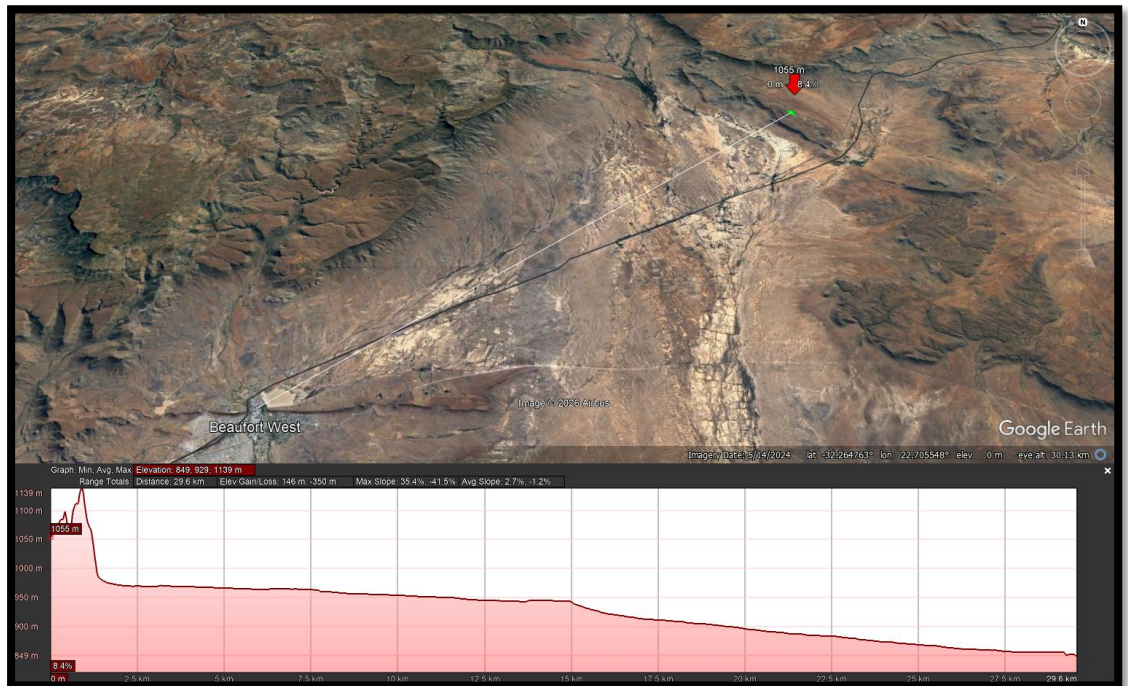 N
1055 m
0 m 8.4%
Image © 2026 Airbus
Beaufort West
Google Earth
Imagery Date: 5/14/2024 lat -32.264763° lon 22.705548° elev 0 m eye alt 30.13 km
Graph: Min, Avg, Max Elevation: 849, 929, 1139 m
Range Totals: Distance: 29.6 km Elev Gain/Loss: 146 m, -350 m Max Slope: 35.4%, -41.5% Avg Slope: 2.7%, -1.2%
1139 m
1100 m
1055 m
1050 m
1000 m
950 m
900 m
849 m
8.4%
0 m 2.5 km 5 km 7.5 km 10 km 12.5 km 15 km 17.5 km 20 km 22.5 km 25 km 27.5 km 29.6 km